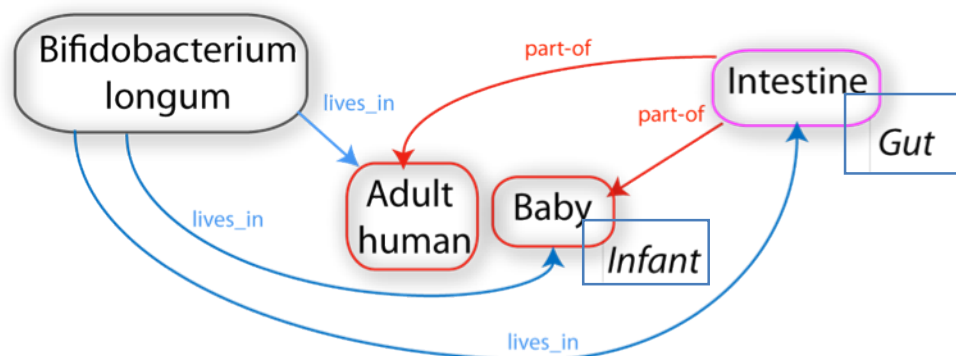 Bifidobacterium
longum
part-of
Intestine
lives_in
part-of
Gut
Adult
human
Baby
Infant
lives_in
lives_in